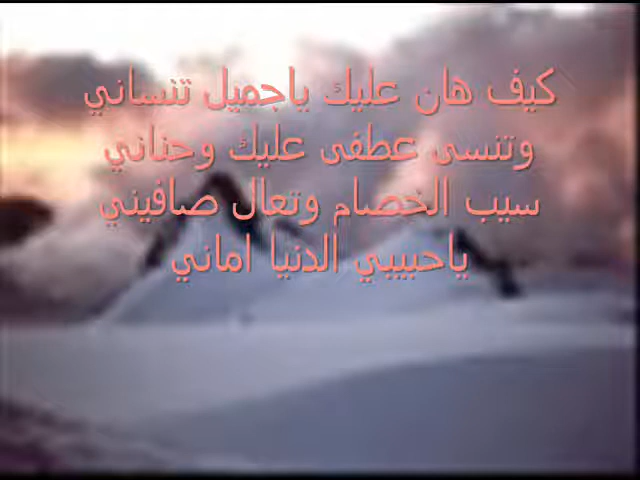 كيف هان عليك ياجميل تنساني
وتنسى عطفى عليك وحناني
سيب الخصام وتعال صافيني
ياحبيبي الدنيا اماني